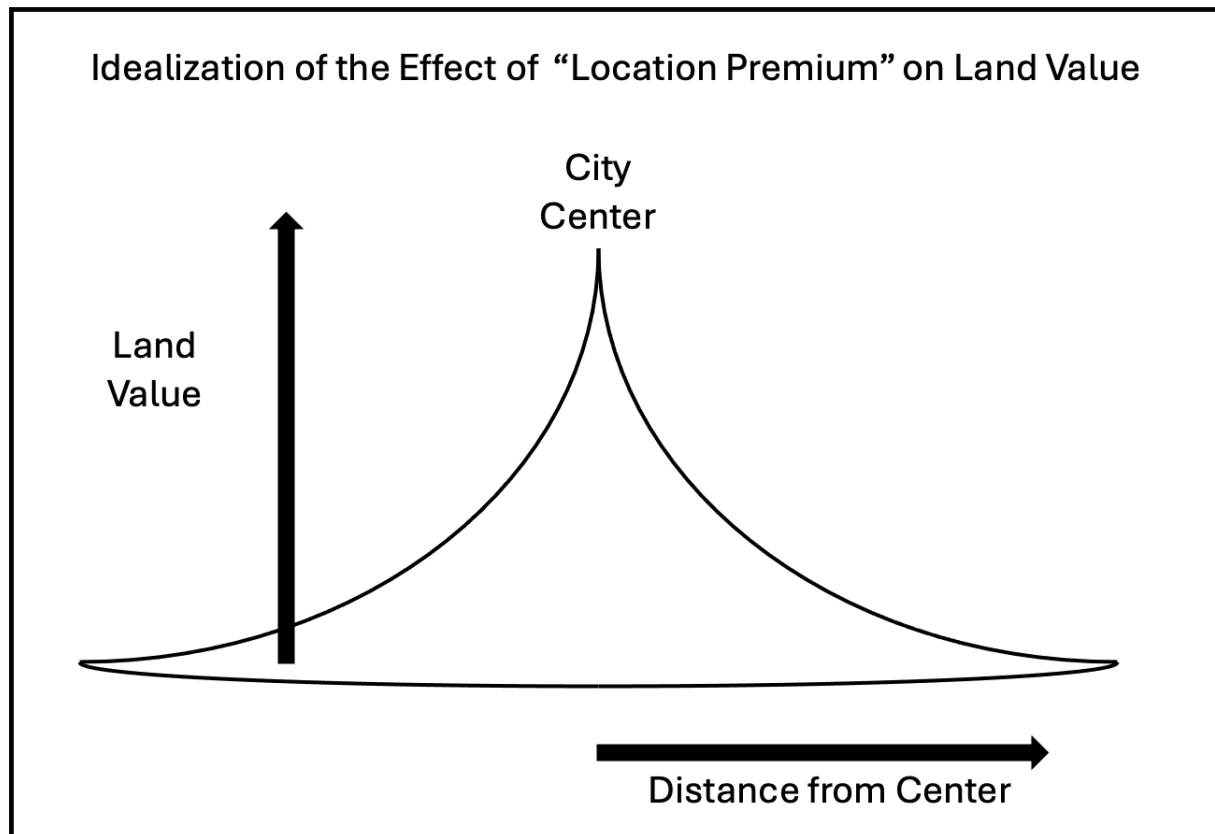 Idealization of the Effect of “Location Premium” on Land Value
City
Center
Land
Value
Distance from Center